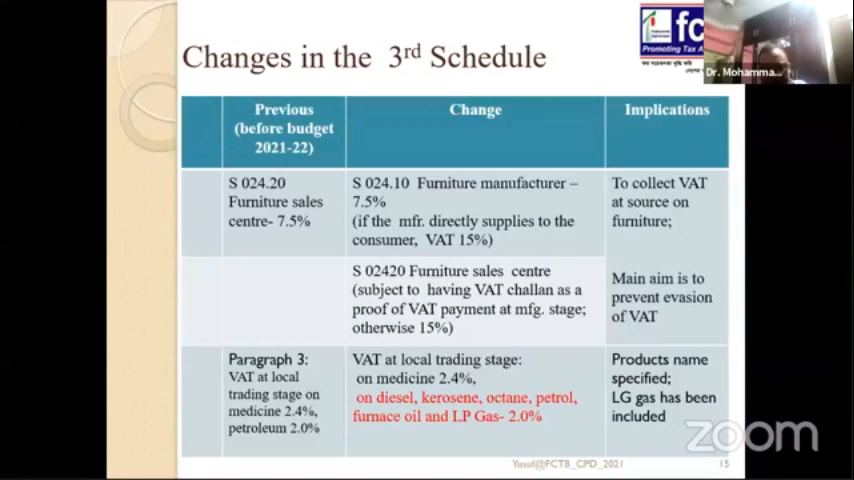 Changes in the 3rd Schedule
fc
Promoting Tax A
Dr. Mohamma...
Previous
(before budget
2021-22)
Change
Implications
S 024.20
Furniture sales
centre- 7.5%
S 024.10 Furniture manufacturer –
7.5%
(if the mfr. directly supplies to the
consumer, VAT 15%)
To collect VAT
at source on
furniture;
S 02420 Furniture sales centre
(subject to having VAT challan as a
proof of VAT payment at mfg. stage;
otherwise 15%)
Main aim is to
prevent evasion
of VAT
Paragraph 3:
VAT at local
trading stage on
medicine 2.4%,
petroleum 2.0%
VAT at local trading stage:
on medicine 2.4%,
on diesel, kerosene, octane, petrol,
furnace oil and LP Gas- 2.0%
Products name
specified;
LG gas has been
included
zoom
Yusuf@FCTB_CPD_2021
15